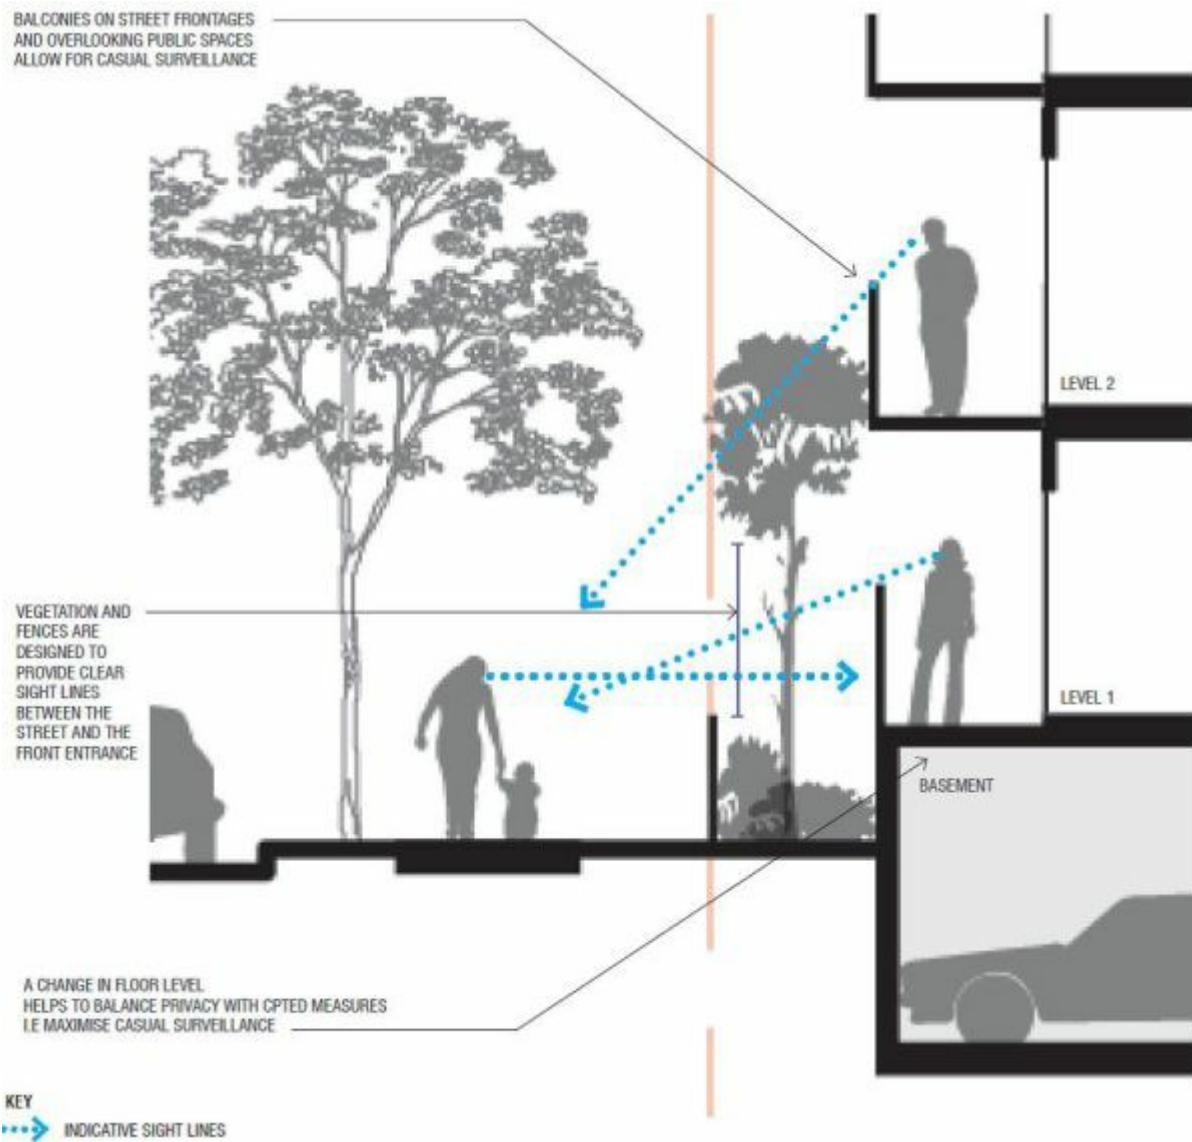 BALCONIES ON STREET FRONTAGES
AND OVERLOOKING PUBLIC SPACES
ALLOW FOR CASUAL SURVEILLANCE
LEVEL 2
VEGETATION AND
FENCES ARE
DESIGNED TO
PROVIDE CLEAR
SIGHT LINES
BETWEEN THE
STREET AND THE
FRONT ENTRANCE
LEVEL 1
BASEMENT
A CHANGE IN FLOOR LEVEL
HELPS TO BALANCE PRIVACY WITH CPTED MEASURES
I.E MAXIMISE CASUAL SURVEILLANCE
KEY
INDICATIVE SIGHT LINES